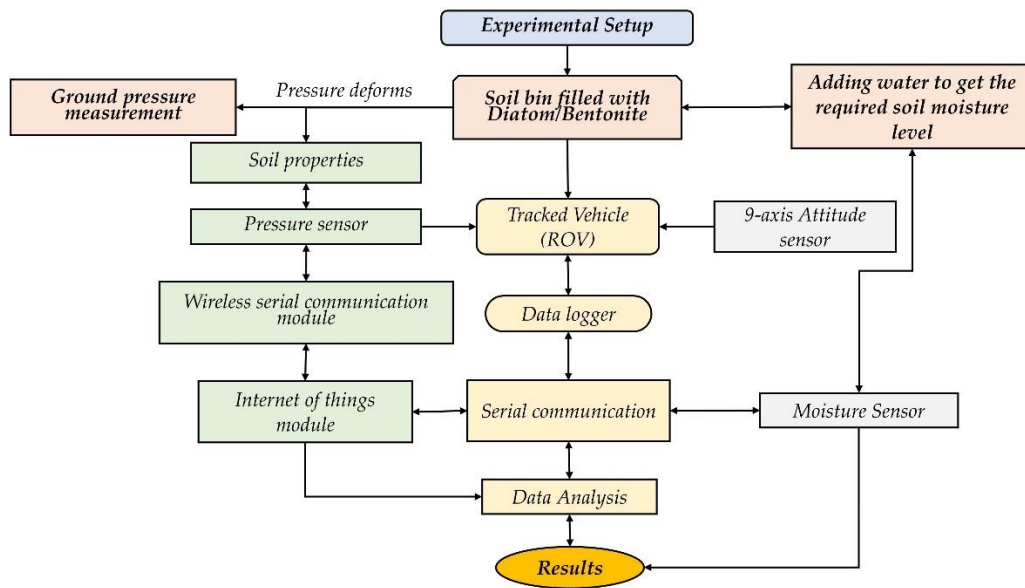 Experimental Setup
Ground pressure
measurement
Pressure deforms
Soil bin filled with
Diatom/Bentonite
Adding water to get the
required soil moisture
level
Soil properties
Pressure sensor
Tracked Vehicle
(ROV)
9-axis Attitude
sensor
Wireless serial communication
module
Data logger
Internet of things
module
Serial communication
Moisture Sensor
Data Analysis
Results